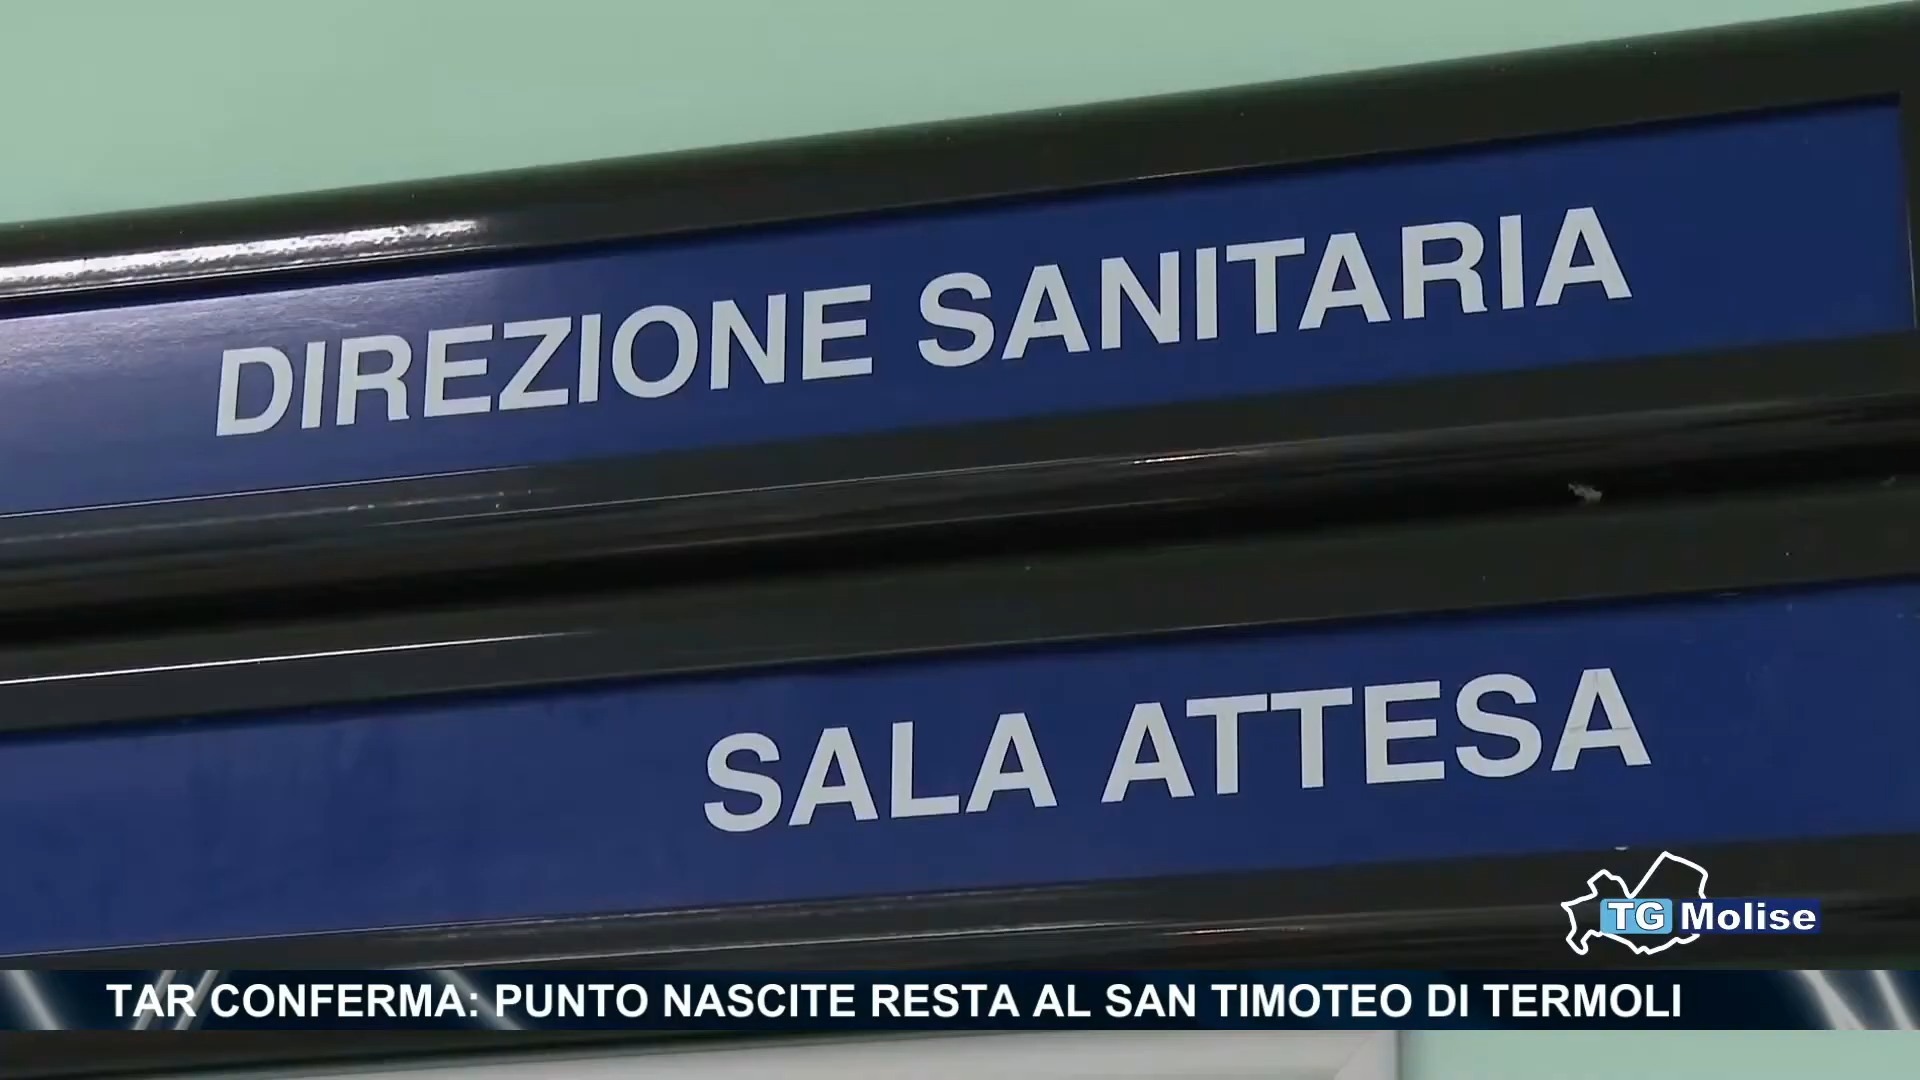 DIREZIONE SANITARIA
SALA ATTESA
TG Molise
TAR CONFERMA: PUNTO NASCITE RESTA AL SAN TIMOTEO DI TERMOLI